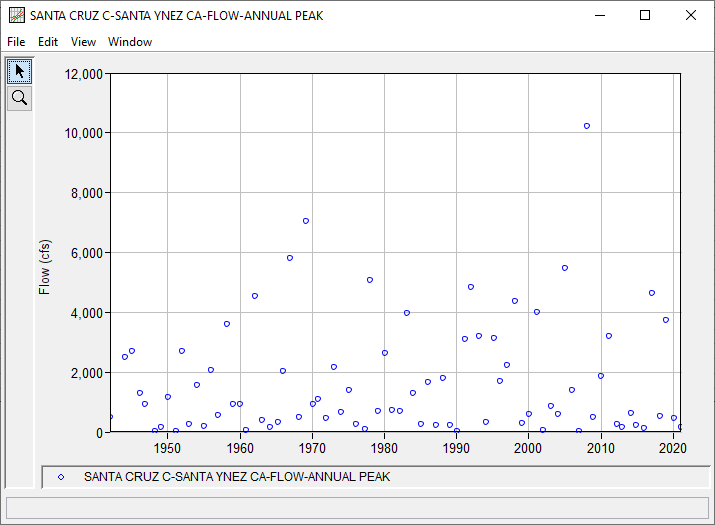 SANTA CRUZ C-SANTA YNEZ CA-FLOW-ANNUAL PEAK
File Edit View Window
12,000
10,000
8,000
6,000
4,000
2,000
0
Flow (cfs)
1950 1960 1970 1980 1990 2000 2010 2020
SANTA CRUZ C-SANTA YNEZ CA-FLOW-ANNUAL PEAK